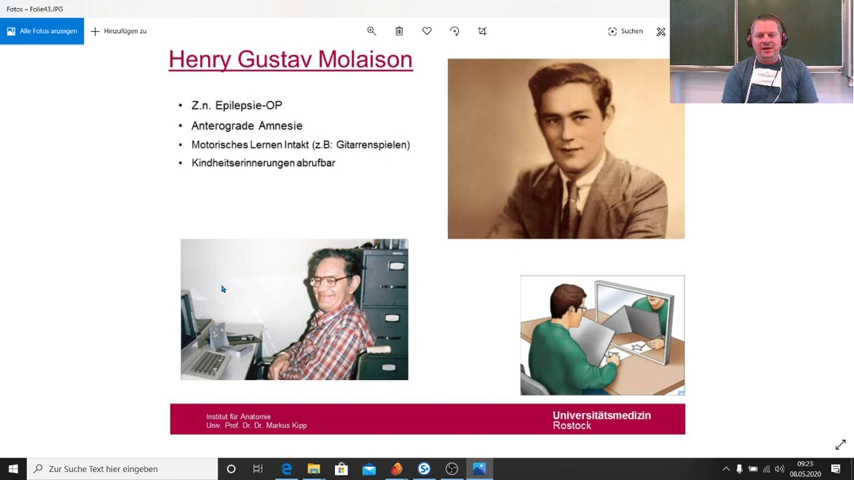 Fotos – Folie43.JPG
Alle Fotos anzeigen
Hinzufügen zu
Suchen
Henry Gustav Molaison
• Z.n. Epilepsie-OP
• Anterograde Amnesie
• Motorisches Lernen Intakt (z.B: Gitarrenspielen)
• Kindheitserinnerungen abrufbar
Institut für Anatomie
Univ. Prof. Dr. Dr. Markus Kipp
Universitätsmedizin
Rostock
Zur Suche Text hier eingeben
09:23
08.05.2020